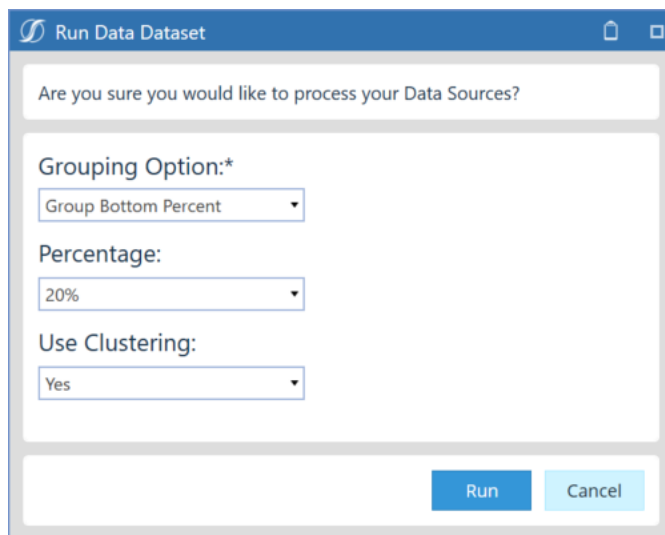 Run Data Dataset
Are you sure you would like to process your Data Sources?
Grouping Option:*
Group Bottom Percent
Percentage:
20%
Use Clustering:
Yes
Run Cancel